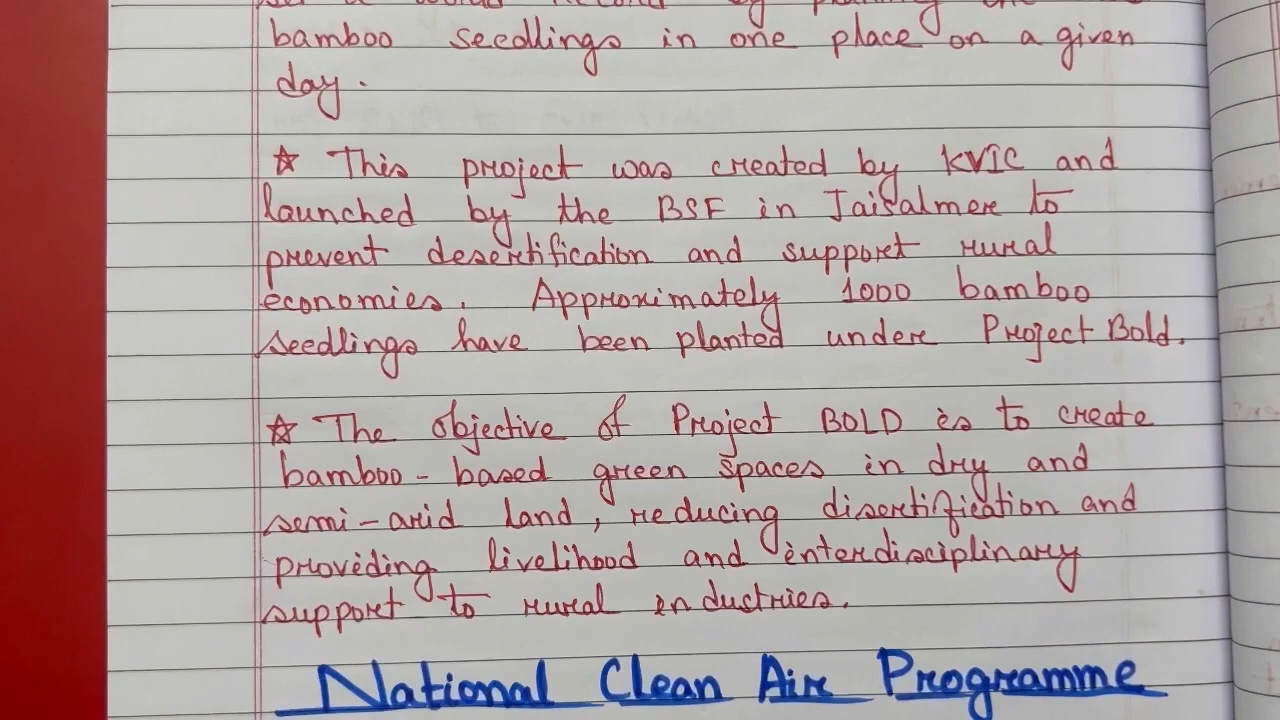 bamboo seedlings in one place on a given
day.
☆ This project was created by KVIC and
launched by the BSF in Jaisalmer to
prevent desertification and support rural
economies. Approximately 1000 bamboo
seedlings have been planted under Project Bold.
☆ The objective of Project BOLD is to create
bamboo-based green spaces in dry and
semi-arid land, reducing disertification and
providing livelihood and interdisciplinary
support to rural industries.
National Clean Air Programme